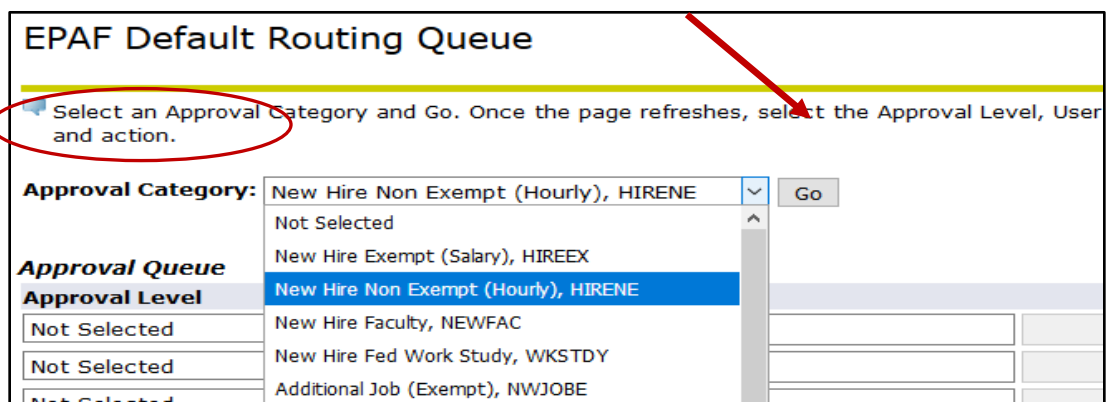 EPAF Default Routing Queue
Select an Approval Category and Go. Once the page refreshes, select the Approval Level, User
and action.
Approval Category: New Hire Non Exempt (Hourly), HIRENE Go
Not Selected
New Hire Exempt (Salary), HIREEX
Approval Queue
New Hire Non Exempt (Hourly), HIRENE
Approval Level
New Hire Faculty, NEWFAC
Not Selected
New Hire Fed Work Study, WKSTDY
Not Selected
Additional Job (Exempt), NWJOBE
Not Selected